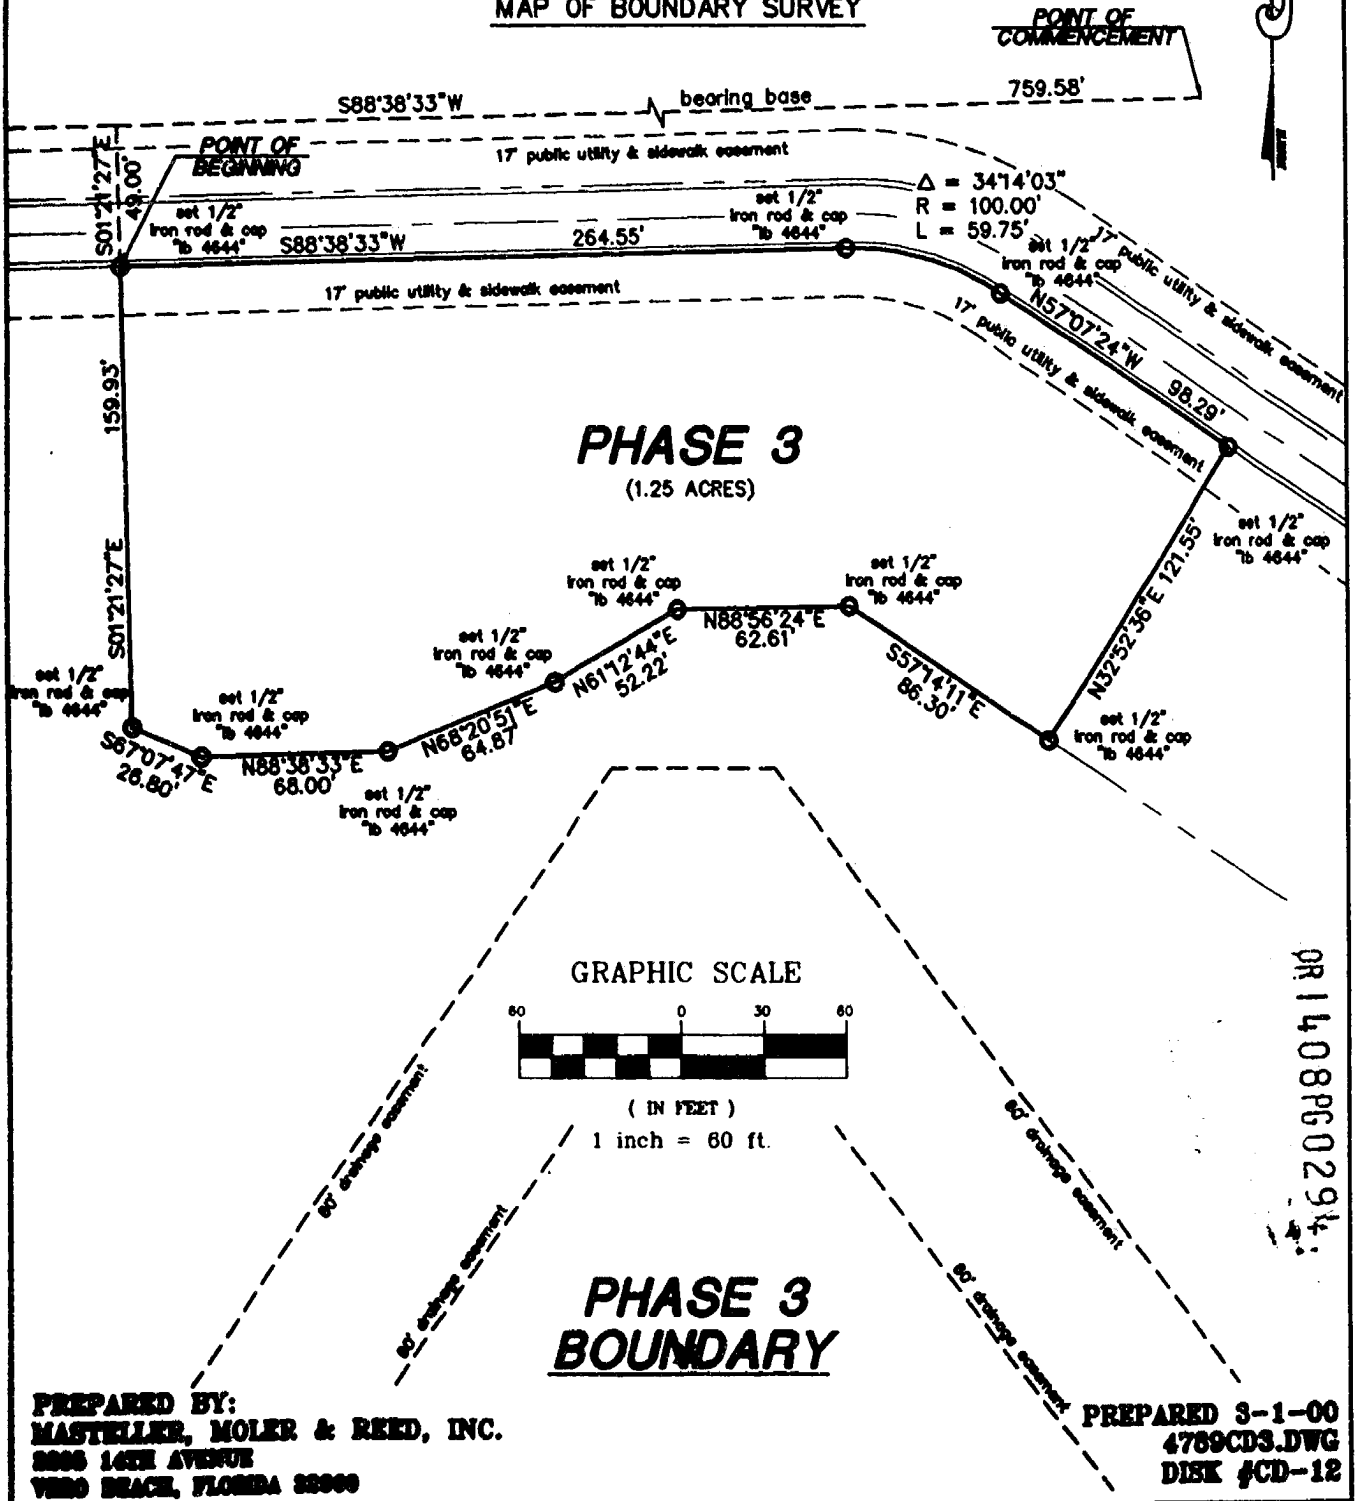 MAP OF BOUNDARY SURVEY
POINT OF
COMMENCEMENT
S88°38'33"W
bearing base
759.58'
S01°21'27"E
49.00'
POINT OF
BEGINNING
17' public utility & sidewalk easement
Δ = 34°14'03"
R = 100.00'
L = 59.75'
set 1/2"
iron rod & cap
"lb 4644"
S88°38'33"W
264.55'
set 1/2"
iron rod & cap
"lb 4644"
set 1/2"
iron rod & cap
"lb 4644"
17' public utility & sidewalk easement
17' public utility & sidewalk easement
17' public utility & sidewalk easement
N57°07'24"W
98.29'
159.93'
S01°21'27"E
PHASE 3
(1.25 ACRES)
set 1/2"
iron rod & cap
"lb 4644"
N32°52'36"E 121.55'
set 1/2"
iron rod & cap
"lb 4644"
set 1/2"
iron rod & cap
"lb 4644"
N88°56'24"E
62.61'
set 1/2"
iron rod & cap
"lb 4644"
N61°12'44"E
52.22'
S57°14'11"E
86.30'
set 1/2"
iron rod & cap
"lb 4644"
set 1/2"
iron rod & cap
"lb 4644"
set 1/2"
iron rod & cap
"lb 4644"
S67°07'47"E
26.80'
N88°38'33"E
68.00'
N68°20'51"E
64.87'
set 1/2"
iron rod & cap
"lb 4644"
GRAPHIC SCALE
60 0 30 60
( IN FEET )
1 inch = 60 ft.
60' drainage easement
60' drainage easement
60' drainage easement
60' drainage easement
OR1408PG0294
PHASE 3
BOUNDARY
PREPARED BY:
MASTELLER, MOLER & REED, INC.
14TH AVENUE
VERO BEACH, FLORIDA
PREPARED 3-1-00
4789CD3.DWG
DISK #CD-12